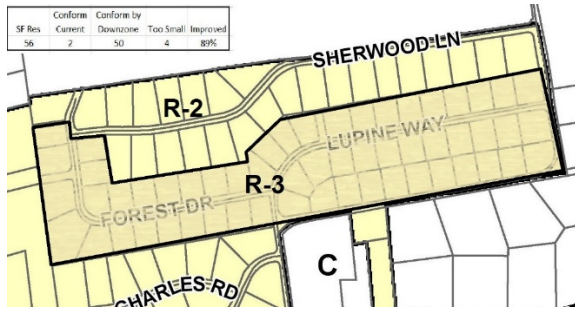 Conform Conform by
SF Res Current Downzone Too Small Improved
56 2 50 4 89%
SHERWOOD LN
R-2
LUPINE WAY
R-3
FOREST DR
C
CHARLES RD